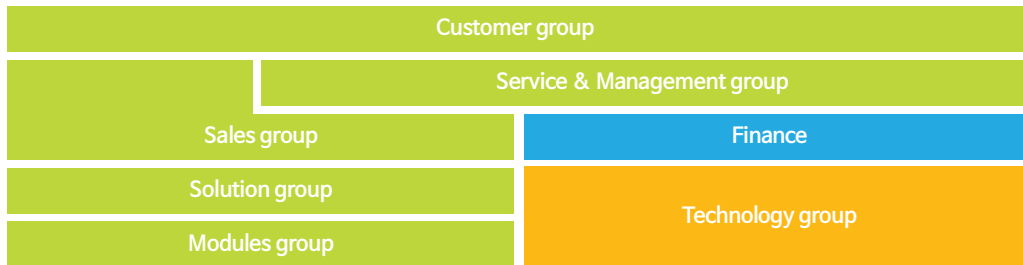 Customer group
Service & Management group
Sales group
Finance
Solution group
Technology group
Modules group